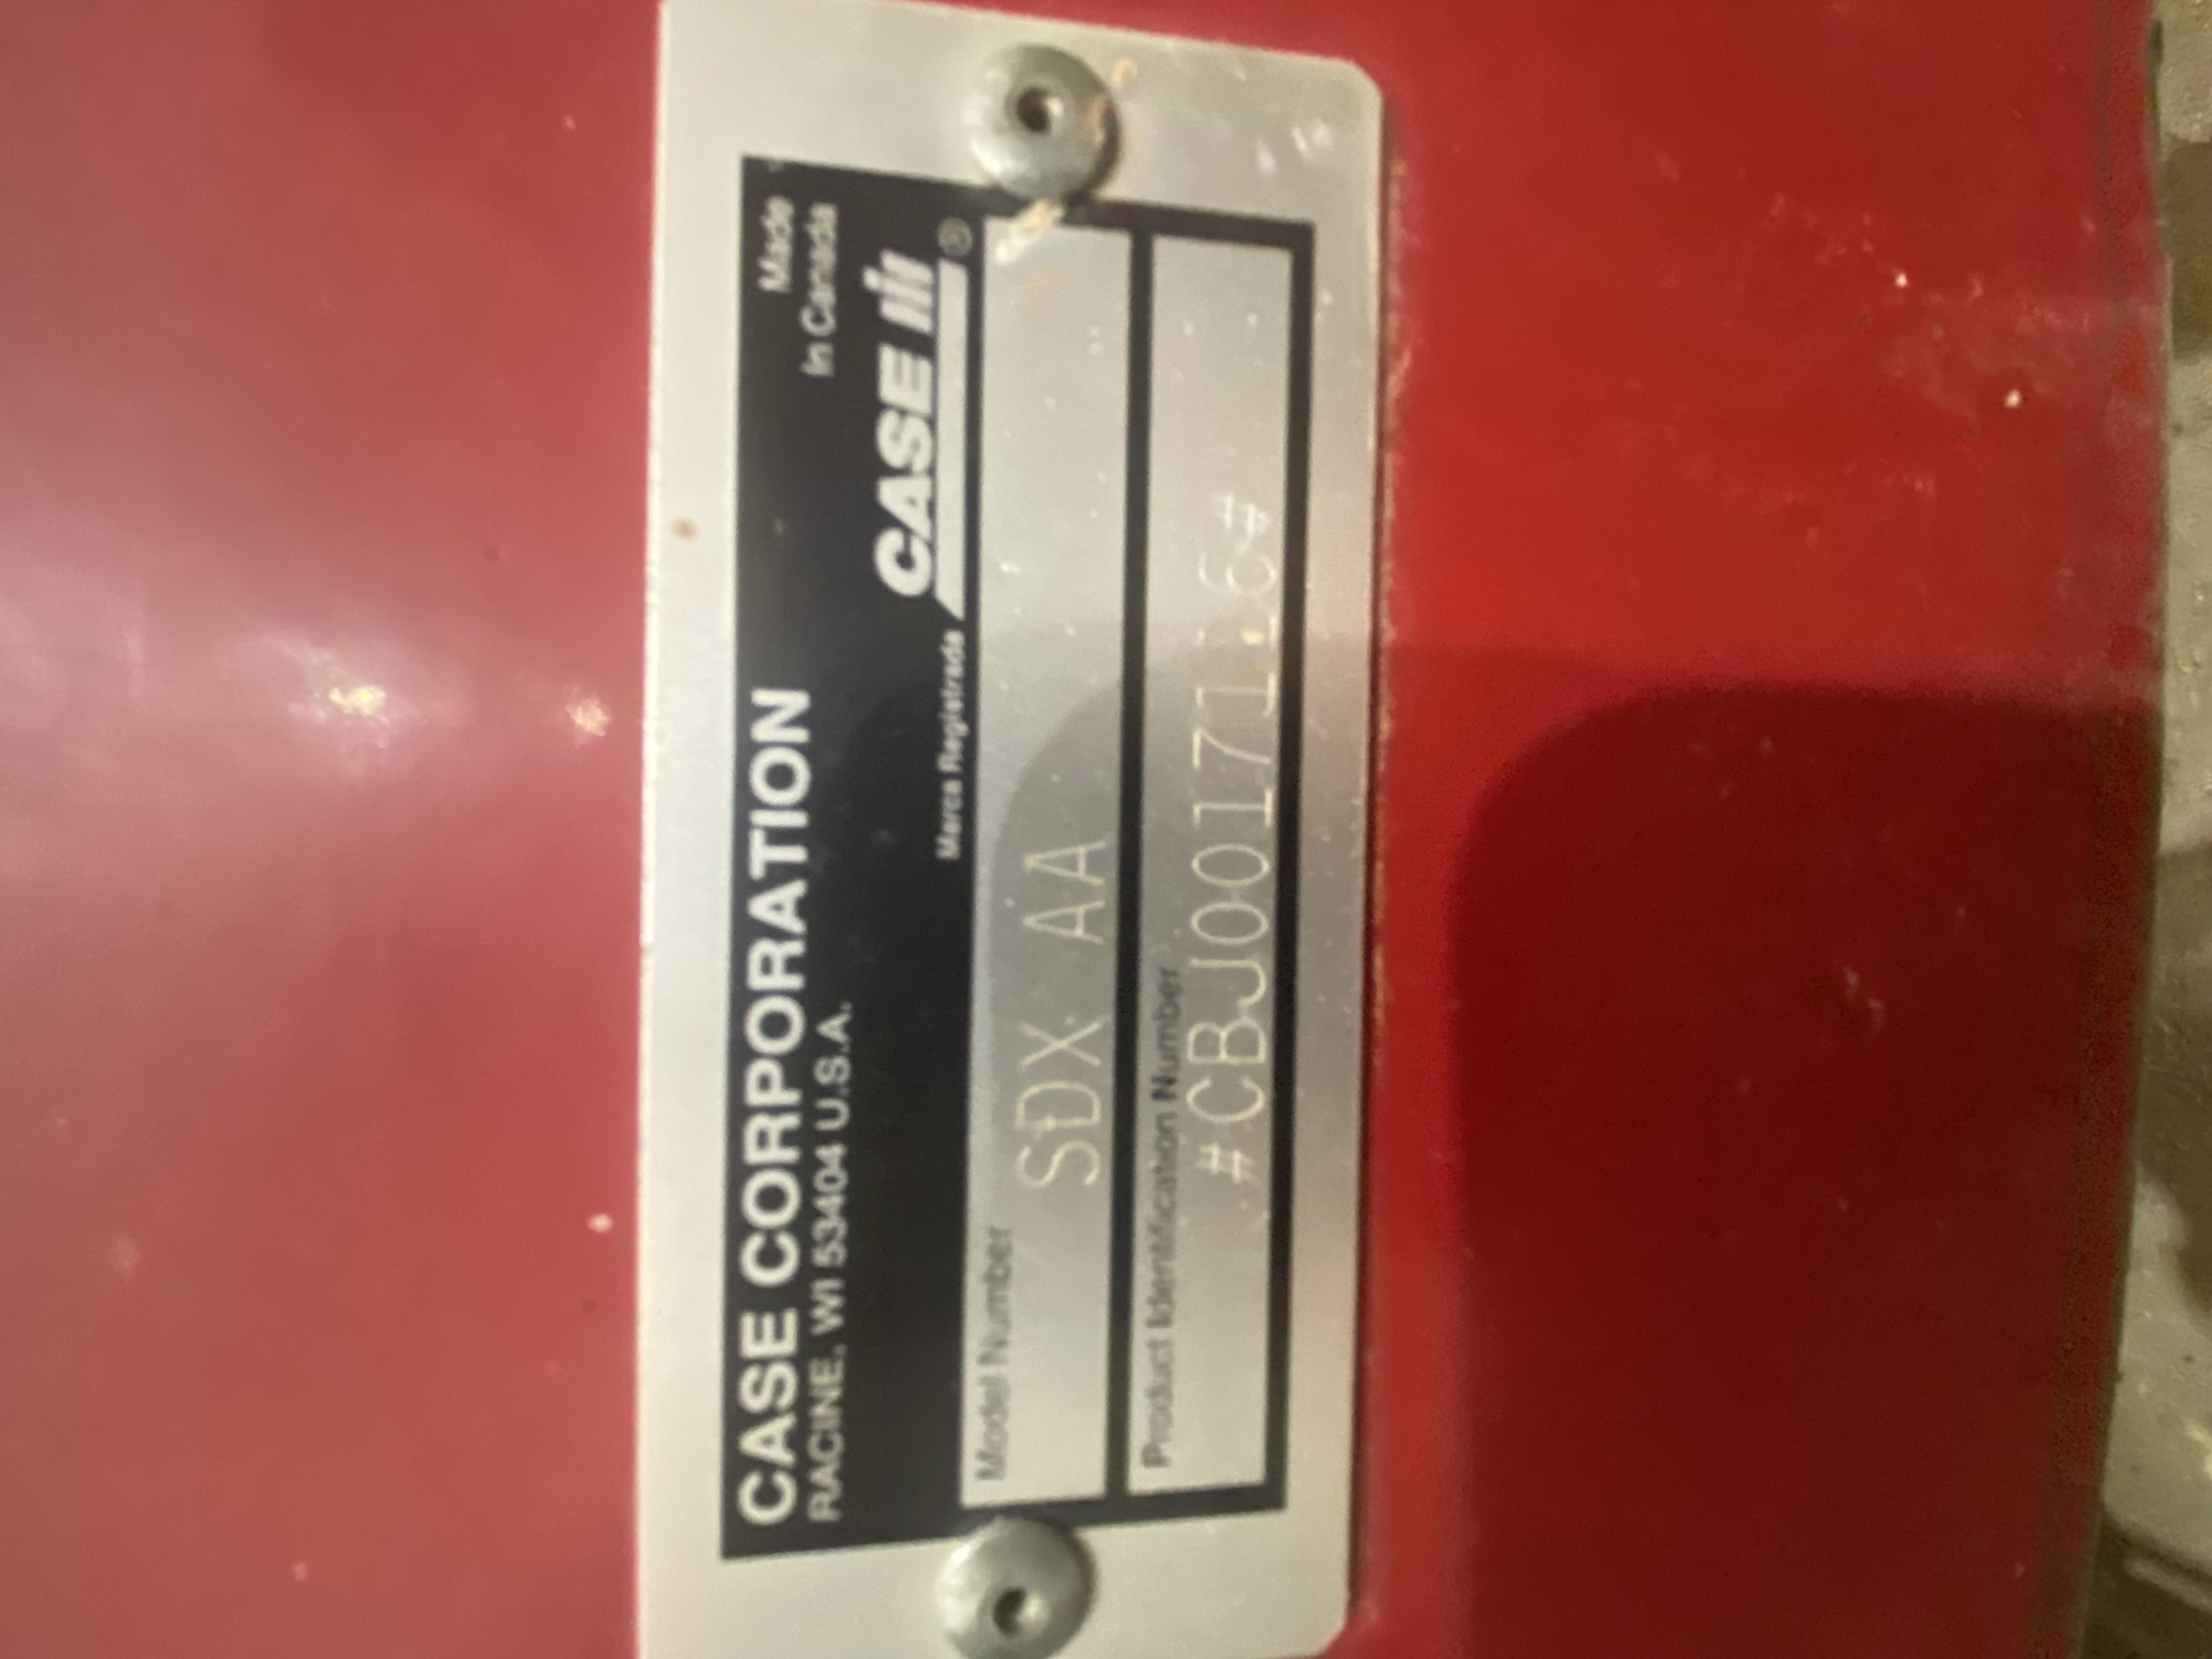 CASE CORPORATION
RACINE, WI 53404 U.S.A.
Made
In Canada
Marca Registrada CASE IH ®
Model Number
SDX AA
Product Identification Number
#CBJ0017116#